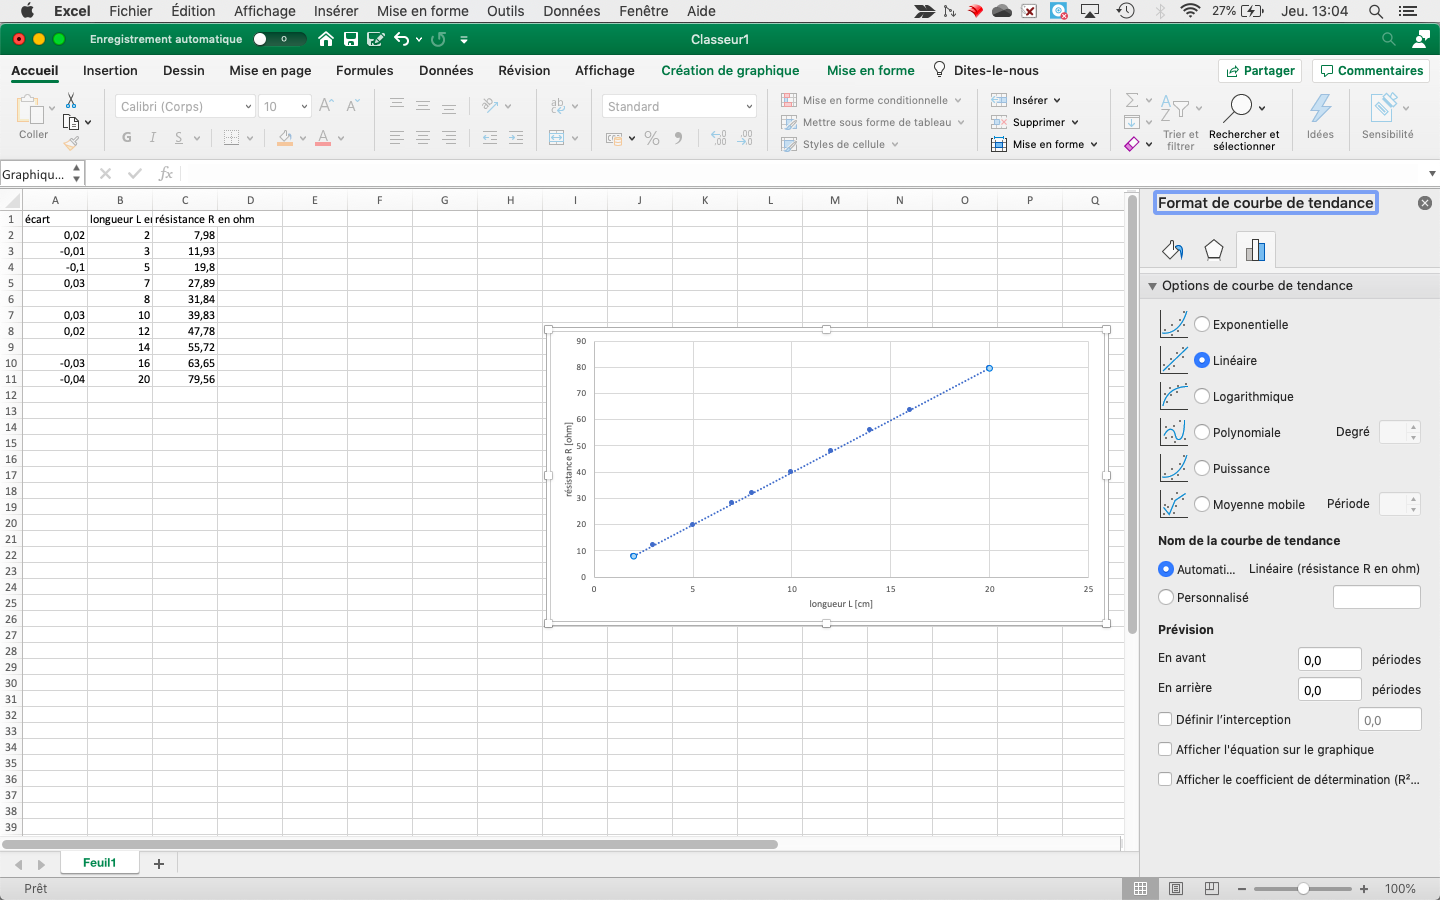 Excel Fichier Édition Affichage Insérer Mise en forme Outils Données Fenêtre Aide 27% Jeu. 13:04
Enregistrement automatique Classeur1
Accueil Insertion Dessin Mise en page Formules Données Révision Affichage Création de graphique Mise en forme Dites-le-nous Partager Commentaires
Coller
Calibri (Corps) 10
G I S
Standard
Mise en forme conditionnelle
Mettre sous forme de tableau
Styles de cellule
Insérer
Supprimer
Mise en forme
Trier et filtrer
Rechercher et sélectionner
Idées
Sensibilité
Graphiqu... fx
A B C D E F G H I J K L M N O P Q
1 écart longueur L er résistance R en ohm
2 0,02 2 7,98
3 -0,01 3 11,93
4 -0,1 5 19,8
5 0,03 7 27,89
6 8 31,84
7 0,03 10 39,83
8 0,02 12 47,78
9 14 55,72
10 -0,03 16 63,65
11 -0,04 20 79,56
12
13
14
15
16
17
18
19
20
21
22
23
24
25
26
27
28
29
30
31
32
33
34
35
36
37
38
39
90
80
70
60
50
40
30
20
10
0
résistance R [ohm]
0 5 10 15 20 25
longueur L [cm]
Format de courbe de tendance
Options de courbe de tendance
Exponentielle
Linéaire
Logarithmique
Polynomiale Degré
Puissance
Moyenne mobile Période
Nom de la courbe de tendance
Automati... Linéaire (résistance R en ohm)
Personnalisé
Prévision
En avant 0,0 périodes
En arrière 0,0 périodes
Définir l'interception 0,0
Afficher l'équation sur le graphique
Afficher le coefficient de détermination (R²...
Feuil1
Prêt 100%